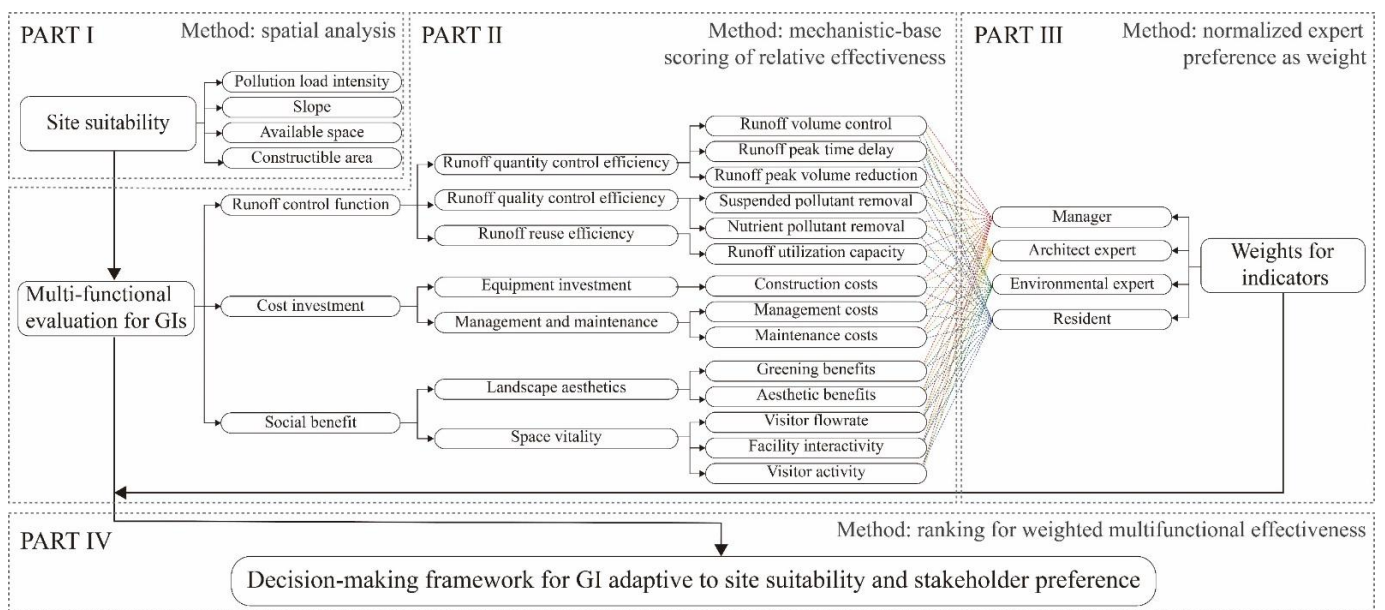 PART I
Method: spatial analysis
Site suitability
Pollution load intensity
Slope
Available space
Constructible area
PART II
Method: mechanistic-base
scoring of relative effectiveness
Multi-functional
evaluation for GIs
Runoff control function
Cost investment
Social benefit
Runoff quantity control efficiency
Runoff quality control efficiency
Runoff reuse efficiency
Equipment investment
Management and maintenance
Landscape aesthetics
Space vitality
Runoff volume control
Runoff peak time delay
Runoff peak volume reduction
Suspended pollutant removal
Nutrient pollutant removal
Runoff utilization capacity
Construction costs
Management costs
Maintenance costs
Greening benefits
Aesthetic benefits
Visitor flowrate
Facility interactivity
Visitor activity
PART III
Method: normalized expert
preference as weight
Manager
Architect expert
Environmental expert
Resident
Weights for
indicators
PART IV
Method: ranking for weighted multifunctional effectiveness
Decision-making framework for GI adaptive to site suitability and stakeholder preference